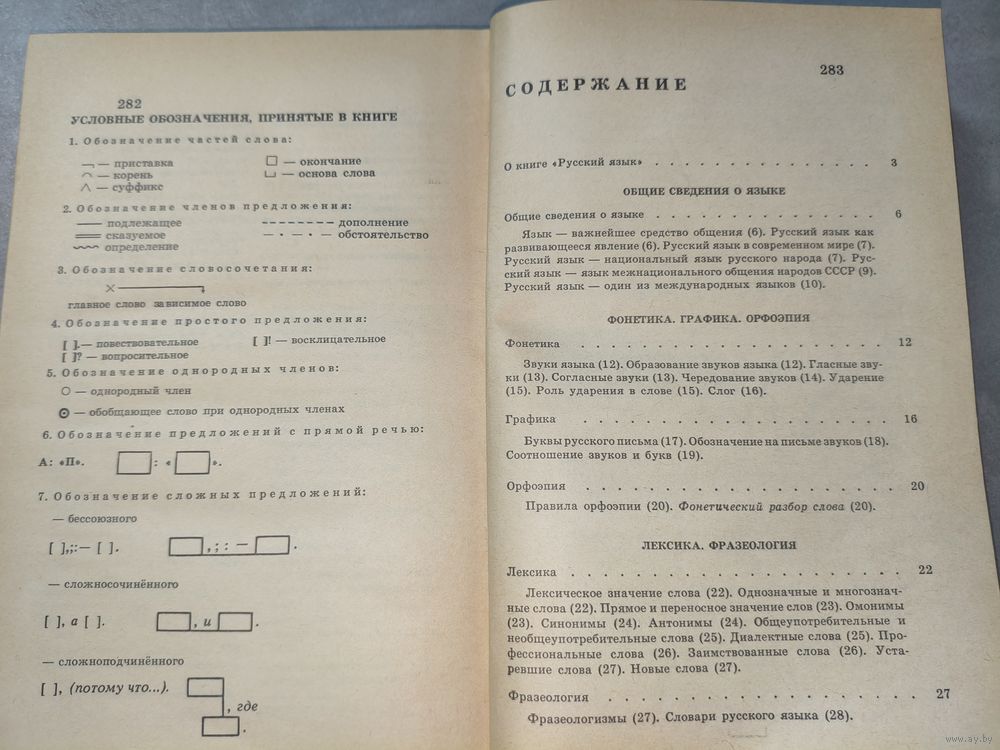 282
УСЛОВНЫЕ ОБОЗНАЧЕНИЯ, ПРИНЯТЫЕ В КНИГЕ
1. Обозначение частей слова:
— приставка
— окончание
— корень
— основа слова
— суффикс
2. Обозначение членов предложения:
— подлежащее
— дополнение
— сказуемое
— обстоятельство
— определение
3. Обозначение словосочетания:
главное слово зависимое слово
4. Обозначение простого предложения:
[ ].— повествовательное
[ ]! — восклицательное
[ ]? — вопросительное
5. Обозначение однородных членов:
○ — однородный член
⊙ — обобщающее слово при однородных членах
6. Обозначение предложений с прямой речью:
А: «П». □ : «□».
7. Обозначение сложных предложений:
— бессоюзного
[ ],;:— [ ]. □ , ; : — □ .
— сложносочинённого
[ ], а [ ]. □ , и □ .
— сложноподчинённого
[ ], (потому что...). □
, где
□ .
283
СОДЕРЖАНИЕ
О книге «Русский язык» . . . . . . . . . . . . . . . 3
ОБЩИЕ СВЕДЕНИЯ О ЯЗЫКЕ
Общие сведения о языке . . . . . . . . . . . . . . . 6
Язык — важнейшее средство общения (6). Русский язык как
развивающееся явление (6). Русский язык в современном мире (7).
Русский язык — национальный язык русского народа (7). Рус-
ский язык — язык межнационального общения народов СССР (9).
Русский язык — один из международных языков (10).
ФОНЕТИКА. ГРАФИКА. ОРФОЭПИЯ
Фонетика . . . . . . . . . . . . . . . 12
Звуки языка (12). Образование звуков языка (12). Гласные зву-
ки (13). Согласные звуки (13). Чередование звуков (14). Ударение
(15). Роль ударения в слове (15). Слог (16).
Графика . . . . . . . . . . . . . . . 16
Буквы русского письма (17). Обозначение на письме звуков (18).
Соотношение звуков и букв (19).
Орфоэпия . . . . . . . . . . . . . . . 20
Правила орфоэпии (20). Фонетический разбор слова (20).
ЛЕКСИКА. ФРАЗЕОЛОГИЯ
Лексика . . . . . . . . . . . . . . . 22
Лексическое значение слова (22). Однозначные и многознач-
ные слова (22). Прямое и переносное значение слов (23). Омонимы
(23). Синонимы (24). Антонимы (24). Общеупотребительные и
необщеупотребительные слова (25). Диалектные слова (25). Про-
фессиональные слова (26). Заимствованные слова (26). Уста-
ревшие слова (27). Новые слова (27).
Фразеология . . . . . . . . . . . . . . . 27
Фразеологизмы (27). Словари русского языка (28).
www.ay.by